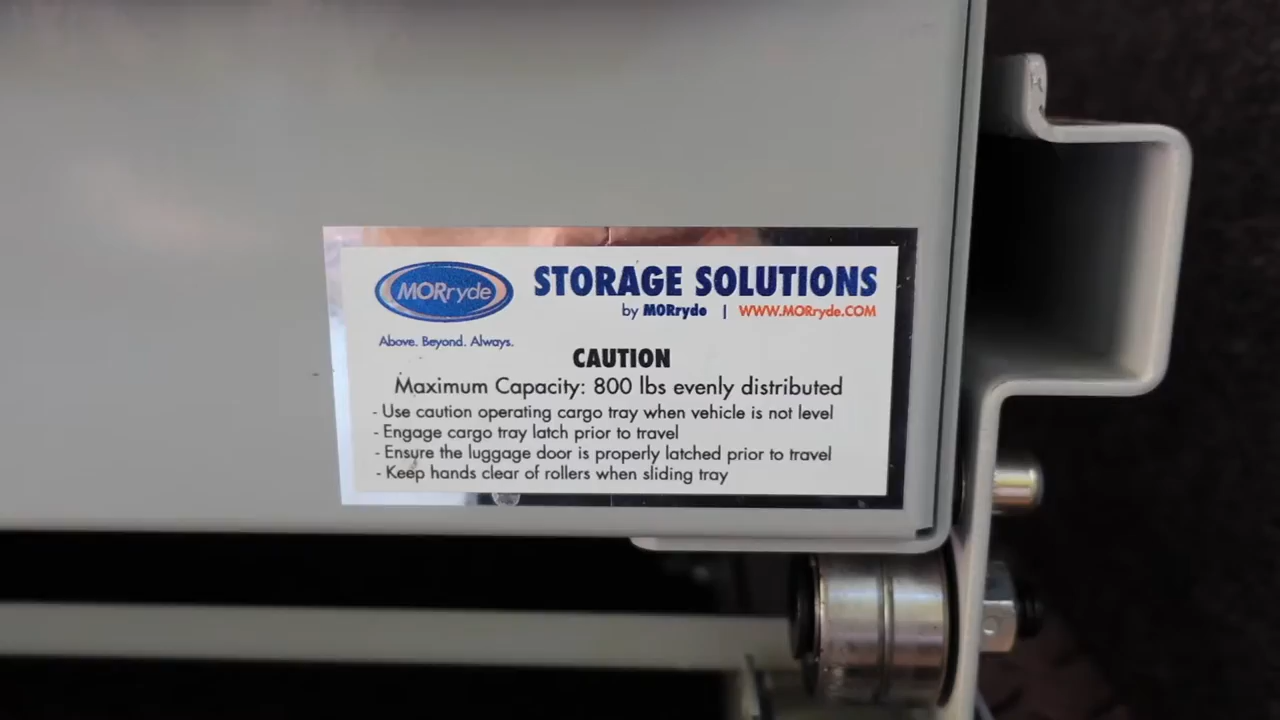 MORryde
STORAGE SOLUTIONS
by MORryde | WWW.MORryde.COM
Above. Beyond. Always.
CAUTION
Maximum Capacity: 800 lbs evenly distributed
- Use caution operating cargo tray when vehicle is not level
- Engage cargo tray latch prior to travel
- Ensure the luggage door is properly latched prior to travel
- Keep hands clear of rollers when sliding tray